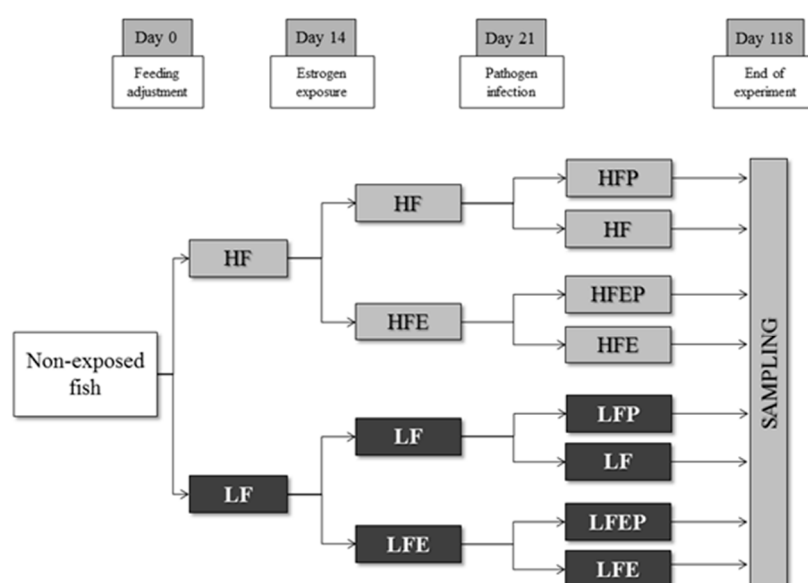 Day 0
Day 14
Day 21
Day 118
Feeding
adjustment
Estrogen
exposure
Pathogen
infection
End of
experiment
HFP
HF
HF
HF
HFEP
HFE
HFE
Non-exposed
fish
SAMPLING
LFP
LF
LF
LF
LFEP
LFE
LFE